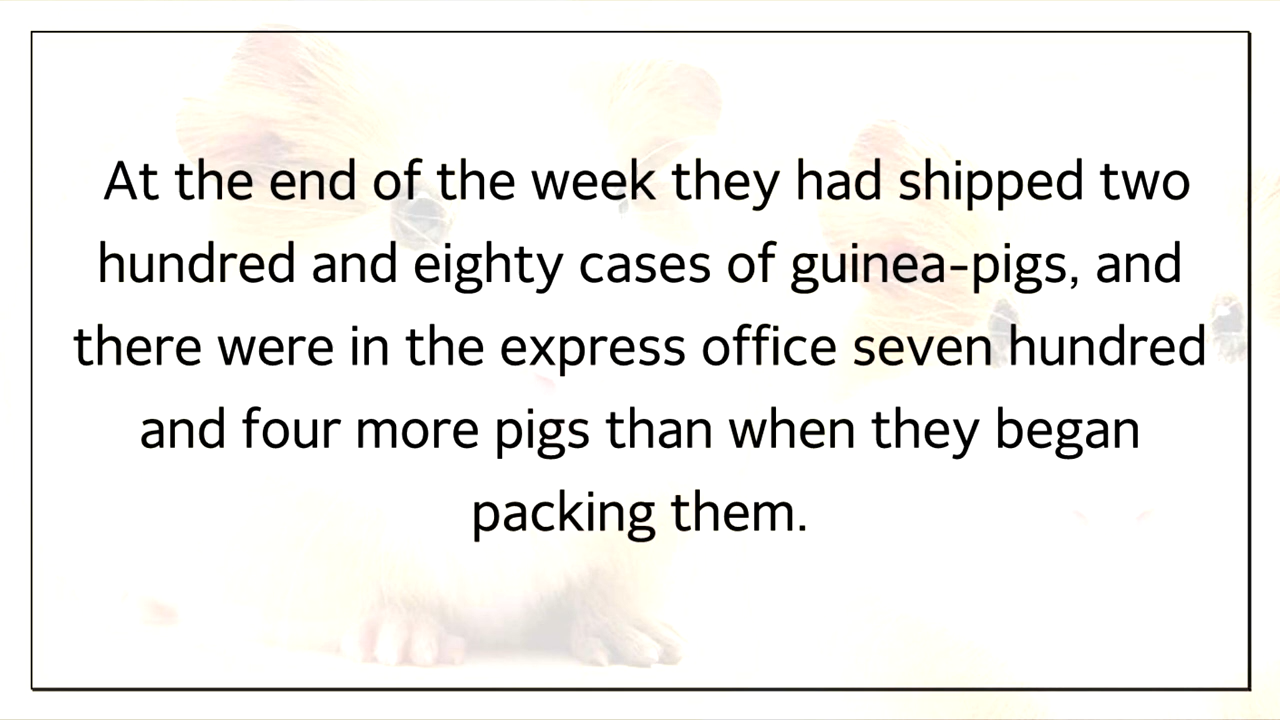 At the end of the week they had shipped two
hundred and eighty cases of guinea-pigs, and
there were in the express office seven hundred
and four more pigs than when they began
packing them.